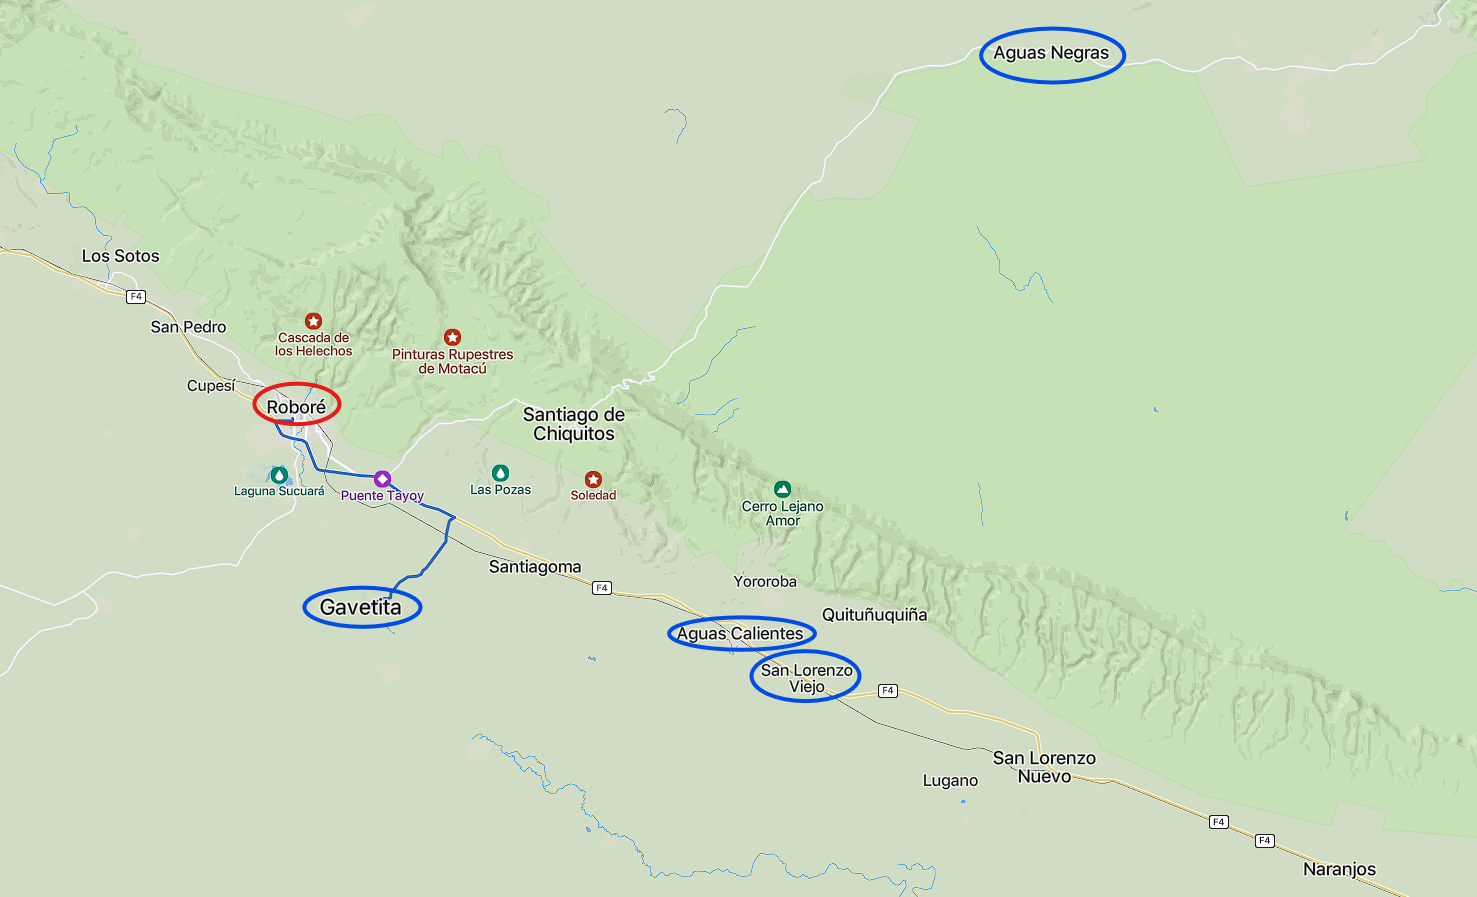 Aguas Negras
Los Sotos
F4
San Pedro
Cascada de
los Helechos
Pinturas Rupestres
de Motacú
Cupesí
Roboré
Santiago de
Chiquitos
Laguna Sucuará
Puente Tayoy
Las Pozas
Soledad
Cerro Lejano
Amor
Santiagoma
F4
Yororoba
Gavetita
Quituñuquiña
Aguas Calientes
San Lorenzo
Viejo
F4
San Lorenzo
Nuevo
Lugano
F4
F4
Naranjos